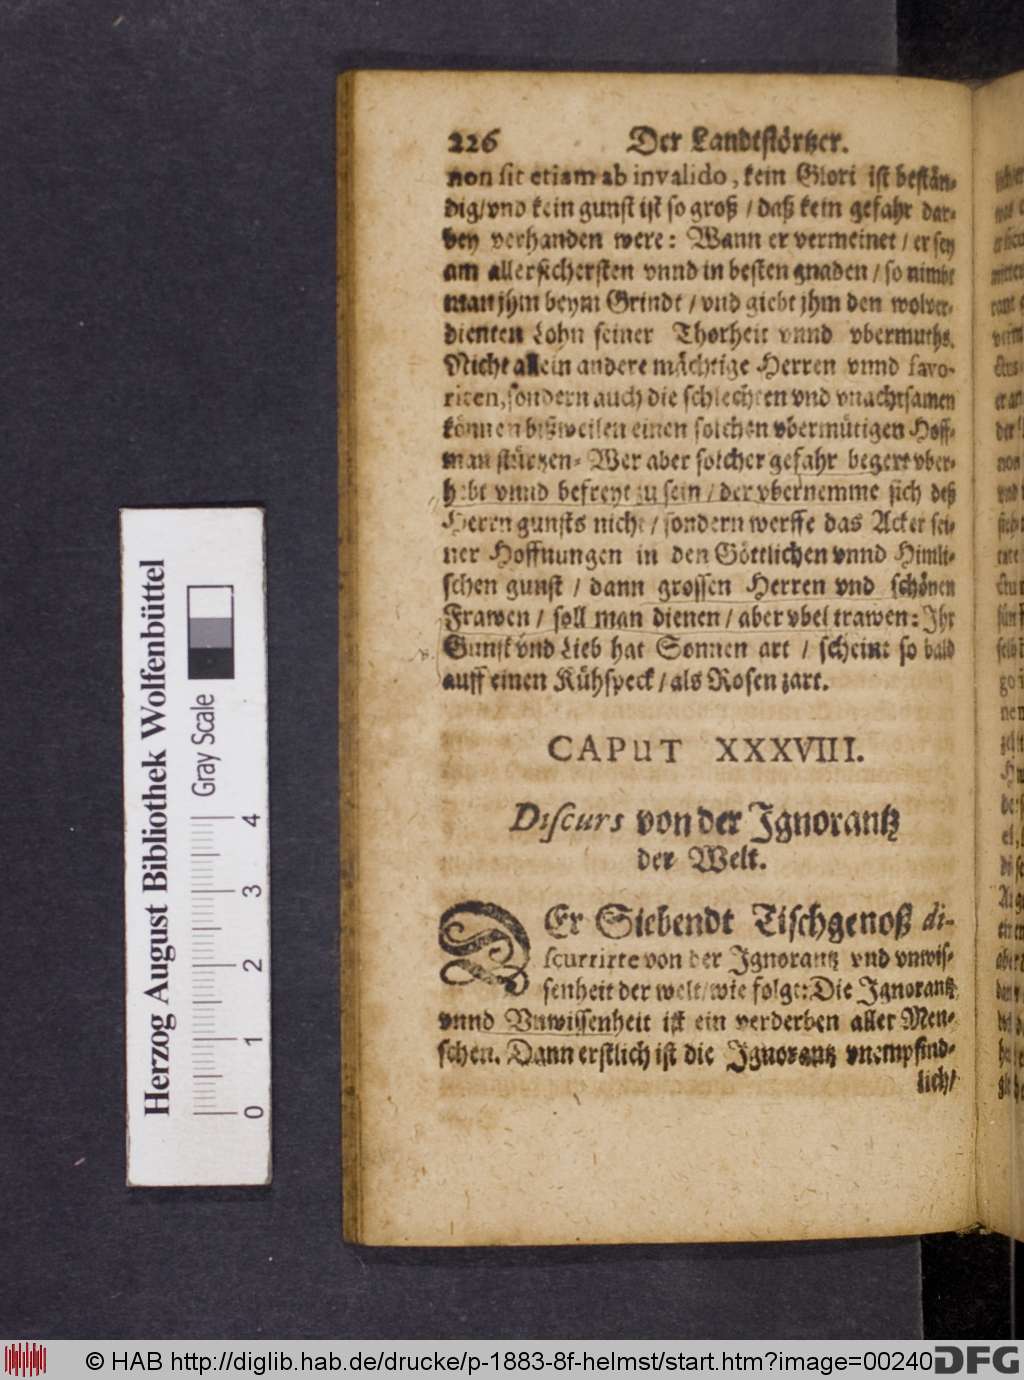 226 Der Landtstörtzer.
non sit etiam ab invalido, kein Glori ist bestän-
dig/vnd kein gunst ist so groß / daß kein gefahr dar-
bey verhanden were: Wann er vermeinet / er sey
am allersichersten vnnd in besten gnaden / so nimbt
man jhm beym Grindt / vnd giebt jhm den wolver-
dienten Lohn seiner Thorheit vnnd vbermuths.
Nicht allein andere mächtige Herren vnnd favo-
riten, sondern auch die schlechten vnd vnachtsamen
können bißweilen einen solchen vbermütigen Hoff-
man stürtzen. Wer aber solcher gefahr begert vber-
hebt vnnd befreyt zu sein / der vbernemme sich deß
Herrn gunsts nicht / sondern werffe das Acker sei-
ner Hoffnungen in den Göttlichen vnnd Himli-
schen gunst / dann grossen Herren vnd schönen
Frawen / soll man dienen / aber vbel trawen: Jhr
Gunst vnd Lieb hat Sonnen art / scheint so bald
auff einen Kühspeck / als Rosen zart.
CAPUT XXXVIII.
Discurs von der Ignorantz
der Welt.
DEr Siebendt Tischgenoß di-
scurrirte von der Ignorantz vnd vnwis-
senheit der welt/wie folgt: Die Ignorantz
vnnd Vnwissenheit ist ein verderben aller Men-
schen. Dann erstlich ist die Ignorantz vnempfind-
lich/
Herzog August Bibliothek Wolfenbüttel
Gray Scale
0 1 2 3 4
© HAB http://diglib.hab.de/drucke/p-1883-8f-helmst/start.htm?image=00240
DFG